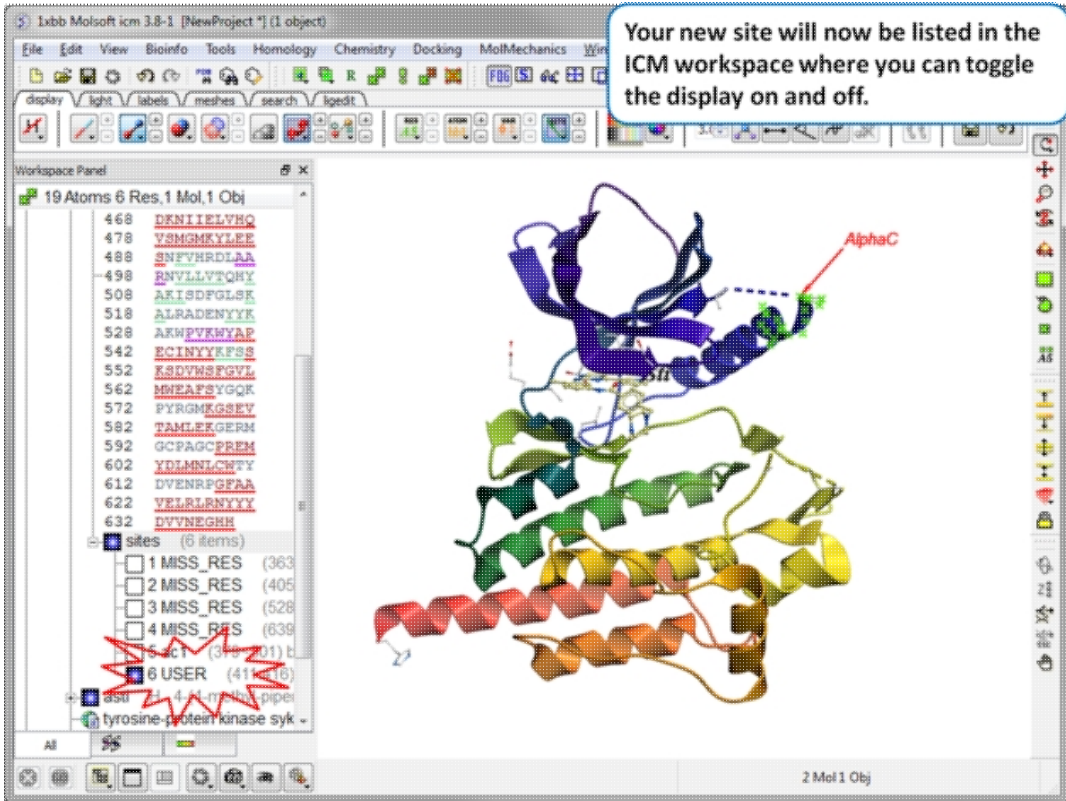 1xbb Molsoft icm 3.8-1 [NewProject *] (1 object)
Your new site will now be listed in the
ICM workspace where you can toggle
the display on and off.
File Edit View Bioinfo Tools Homology Chemistry Docking MolMechanics
display light labels meshes search ligedit
Workspace Panel
19 Atoms 6 Res,1 Mol,1 Obj
468 DKNIIELVHQ
478 VSMGMKYLEE
488 SNFVHRDLAA
498 RNVLLVTQHY
508 AKISDFGLSK
518 ALRADENYYK
528 AKWPVKWYAP
542 ECINYYKFSS
552 KSDVWSFGVL
562 MWEAFSYGQK
572 PYRGMKGSEV
582 TAMLEKGERM
592 GCPAGCPREM
602 YDLMNLCWTY
612 DVENRPGFAA
622 VELRLRNYYY
632 DVVNEGHH
sites (6 items)
1 MISS_RES (363
2 MISS_RES (405
3 MISS_RES (528
4 MISS_RES (639
6 USER
tyrosine-protein kinase syk
All
AlphaC
2 Mol 1 Obj